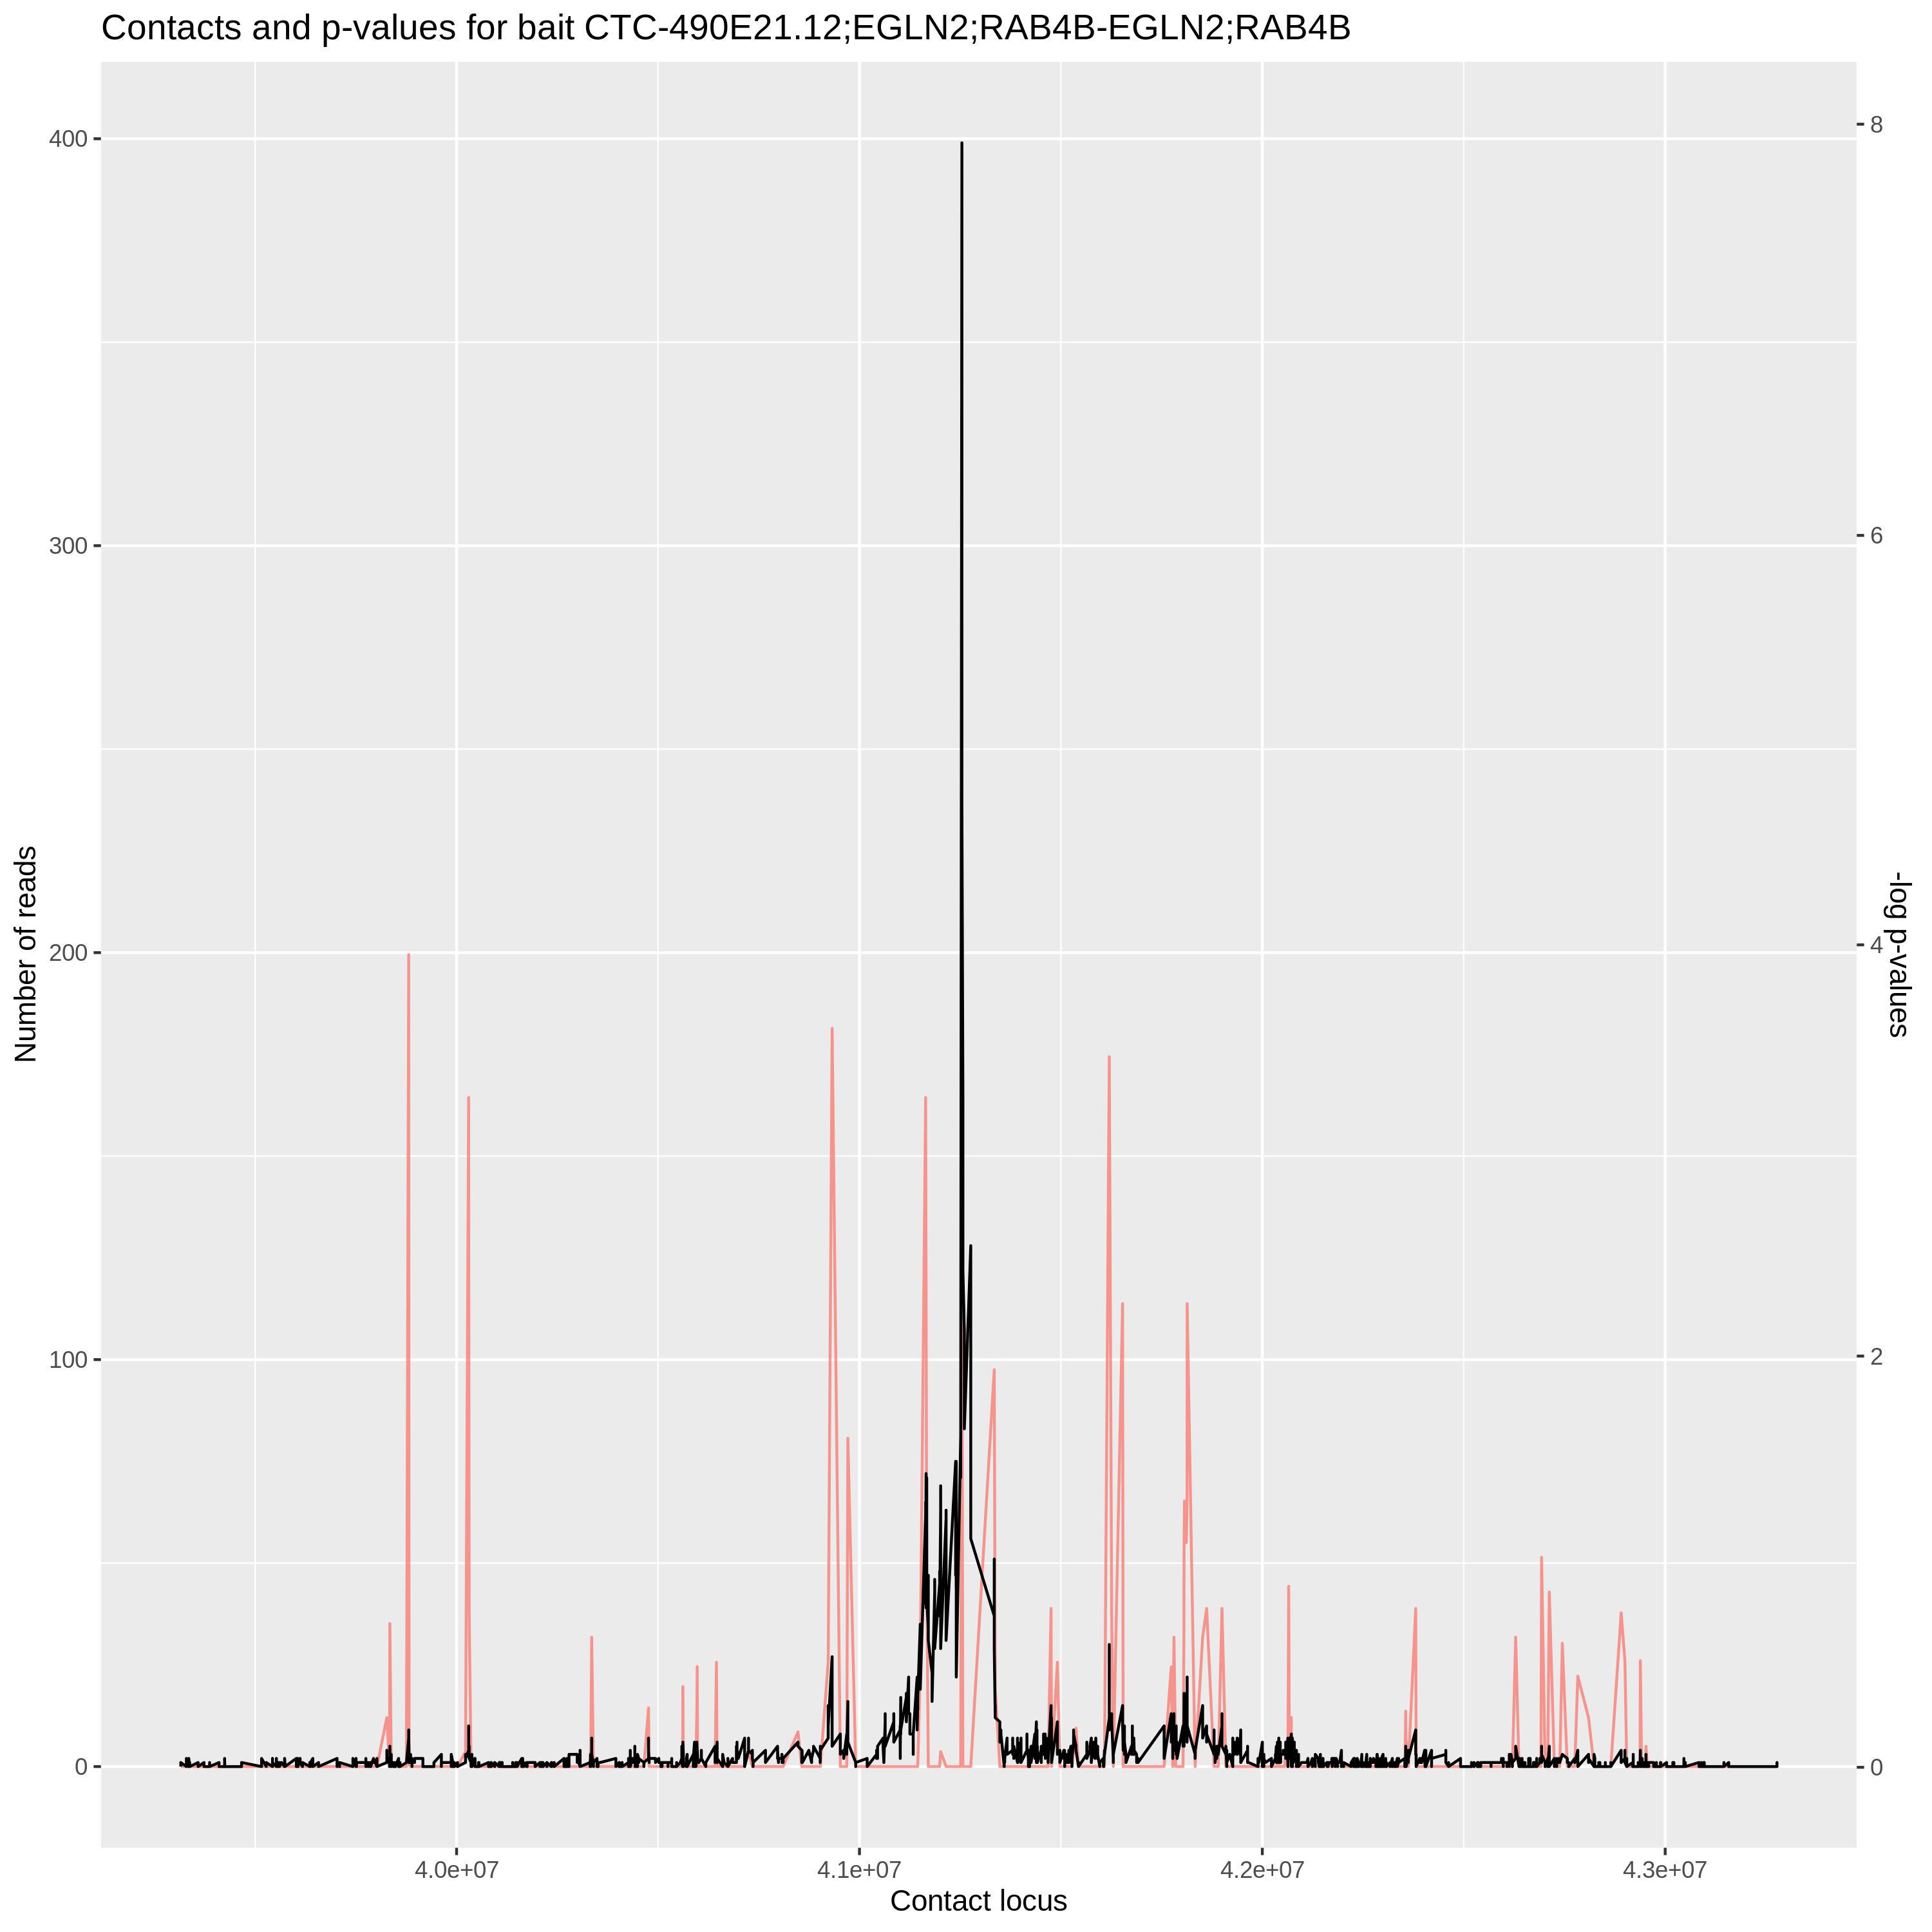 Contacts and p-values for bait CTC-490E21.12;EGLN2;RAB4B-EGLN2;RAB4B
400
300
200
100
0
Number of reads
8
6
4
2
0
-log p-values
4.0e+07
4.1e+07
4.2e+07
4.3e+07
Contact locus